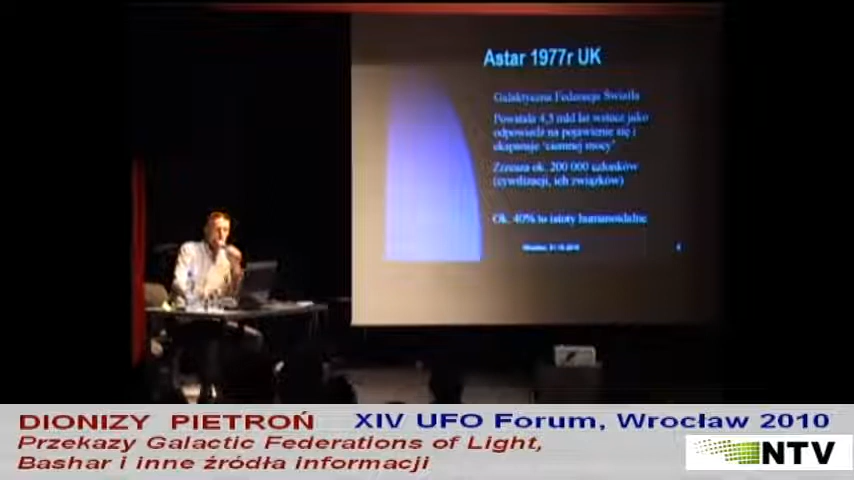 Astar 1977r UK
Galaktyczna Federacja Światła
Powstała 4,5 mld lat wstecz jako
odpowiedź na pojawienie się i
ekspansję 'ciemnej mocy'
Zrzesza ok. 200 000 członków
(cywilizacji, ich związków)
Ok. 40% to istoty humanoidalne
DIONIZY PIETROŃ XIV UFO Forum, Wrocław 2010
Przekazy Galactic Federations of Light,
Bashar i inne źródła informacji
NTV